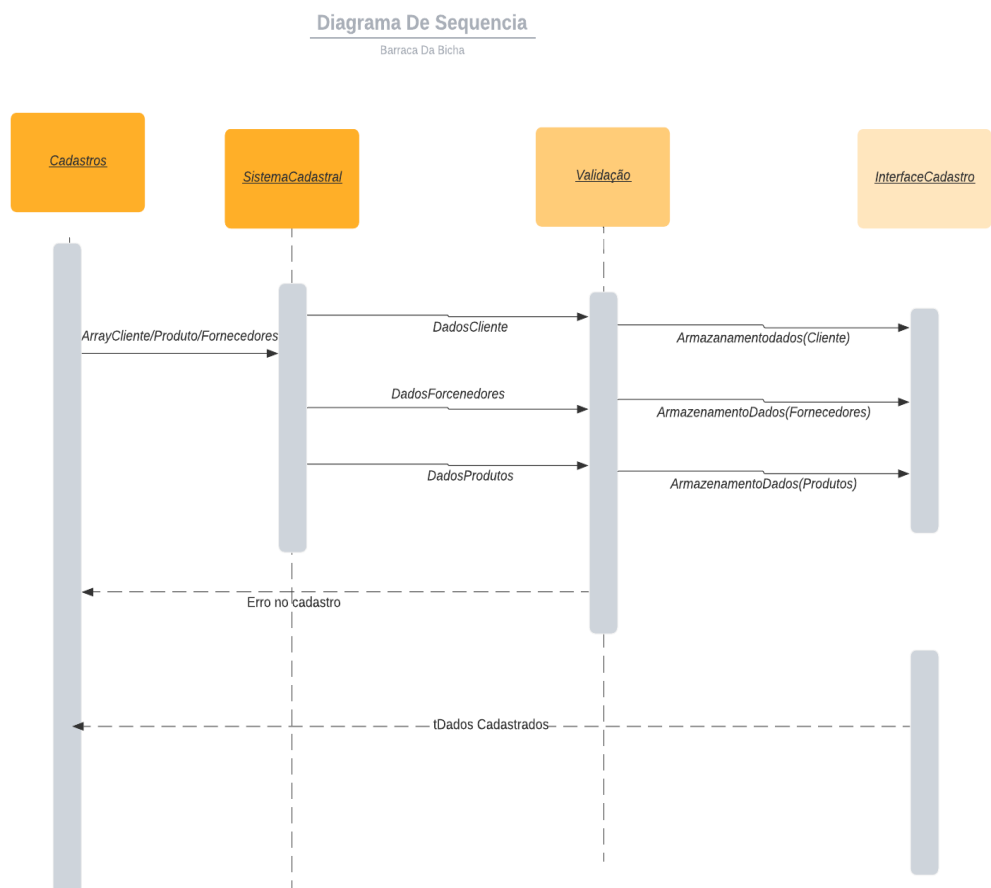 Diagrama De Sequencia
Barraca Da Bicha
Cadastros
SistemaCadastral
Validação
InterfaceCadastro
ArrayCliente/Produto/Fornecedores
DadosCliente
Armazanamentodados(Cliente)
DadosForcenedores
ArmazenamentoDados(Fornecedores)
DadosProdutos
ArmazenamentoDados(Produtos)
Erro no cadastro
tDados Cadastrados